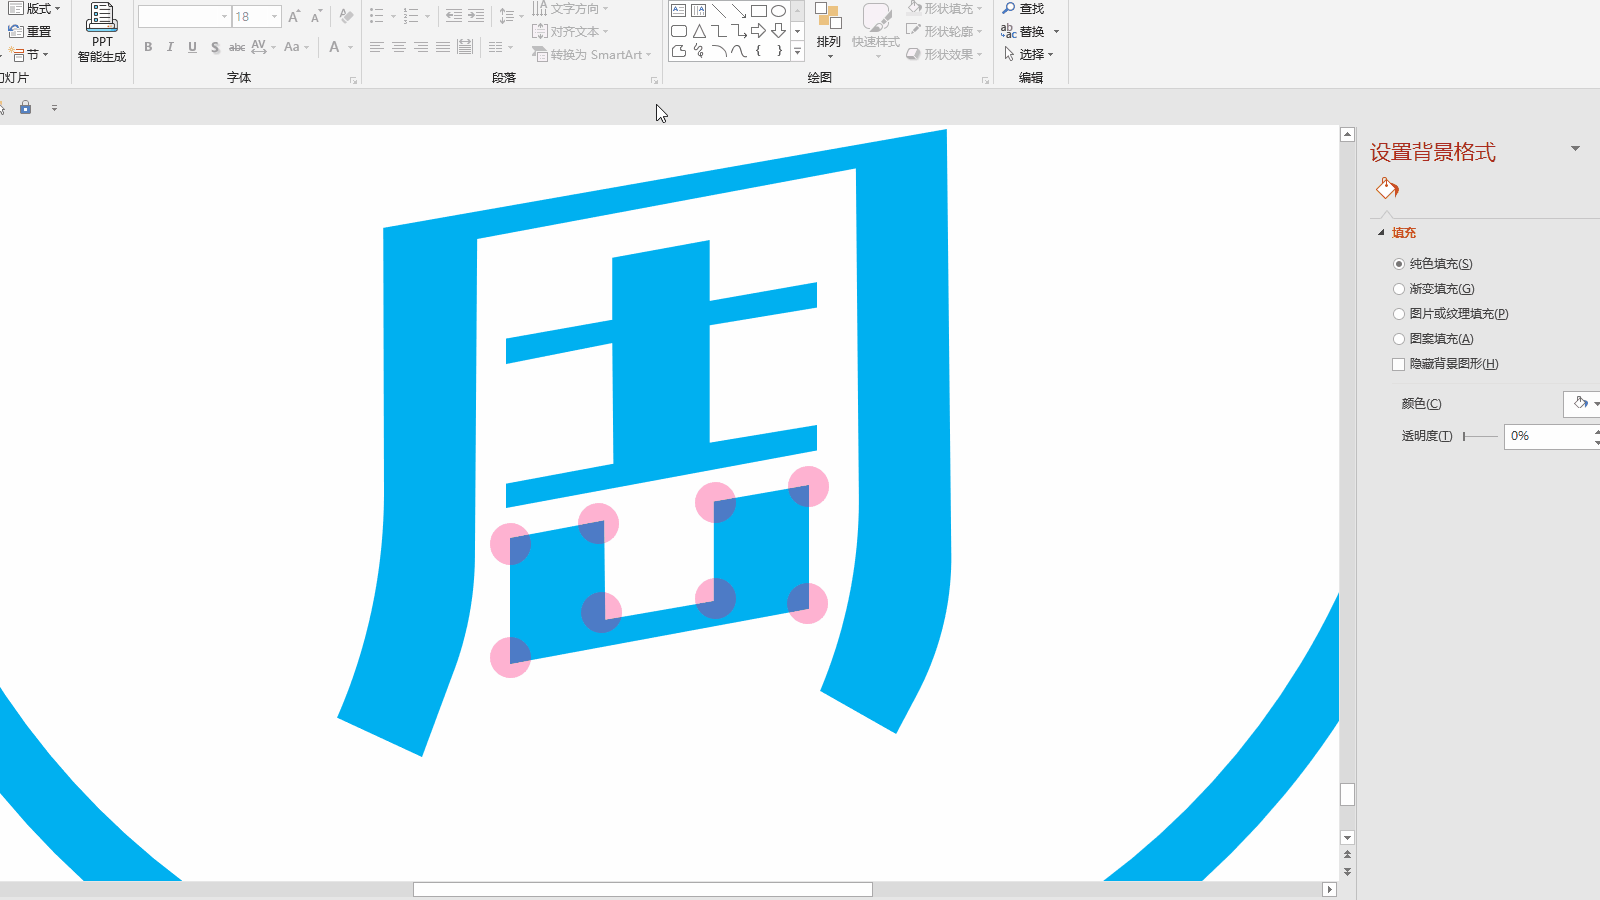 版式
重置
节
幻灯片
PPT
智能生成
18
B I U S abc AV Aa A
字体
文字方向
对齐文本
转换为 SmartArt
段落
排列
快速样式
形状填充
形状轮廓
形状效果
绘图
查找
替换
选择
编辑
周
设置背景格式
填充
纯色填充(S)
渐变填充(G)
图片或纹理填充(P)
图案填充(A)
隐藏背景图形(H)
颜色(C)
透明度(T)
0%